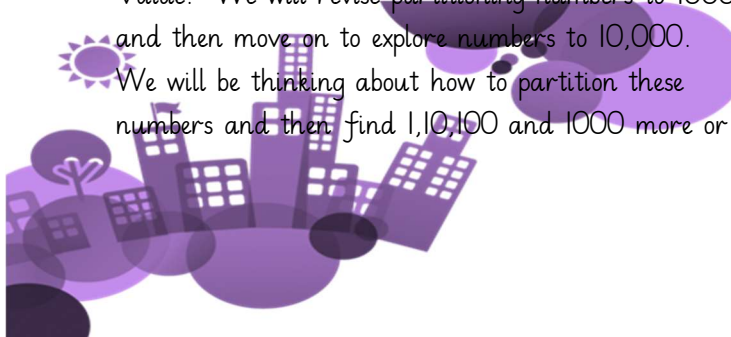 Value. We will revise partitioning numbers to 1000
and then move on to explore numbers to 10,000.
We will be thinking about how to partition these
numbers and then find 1,10,100 and 1000 more or